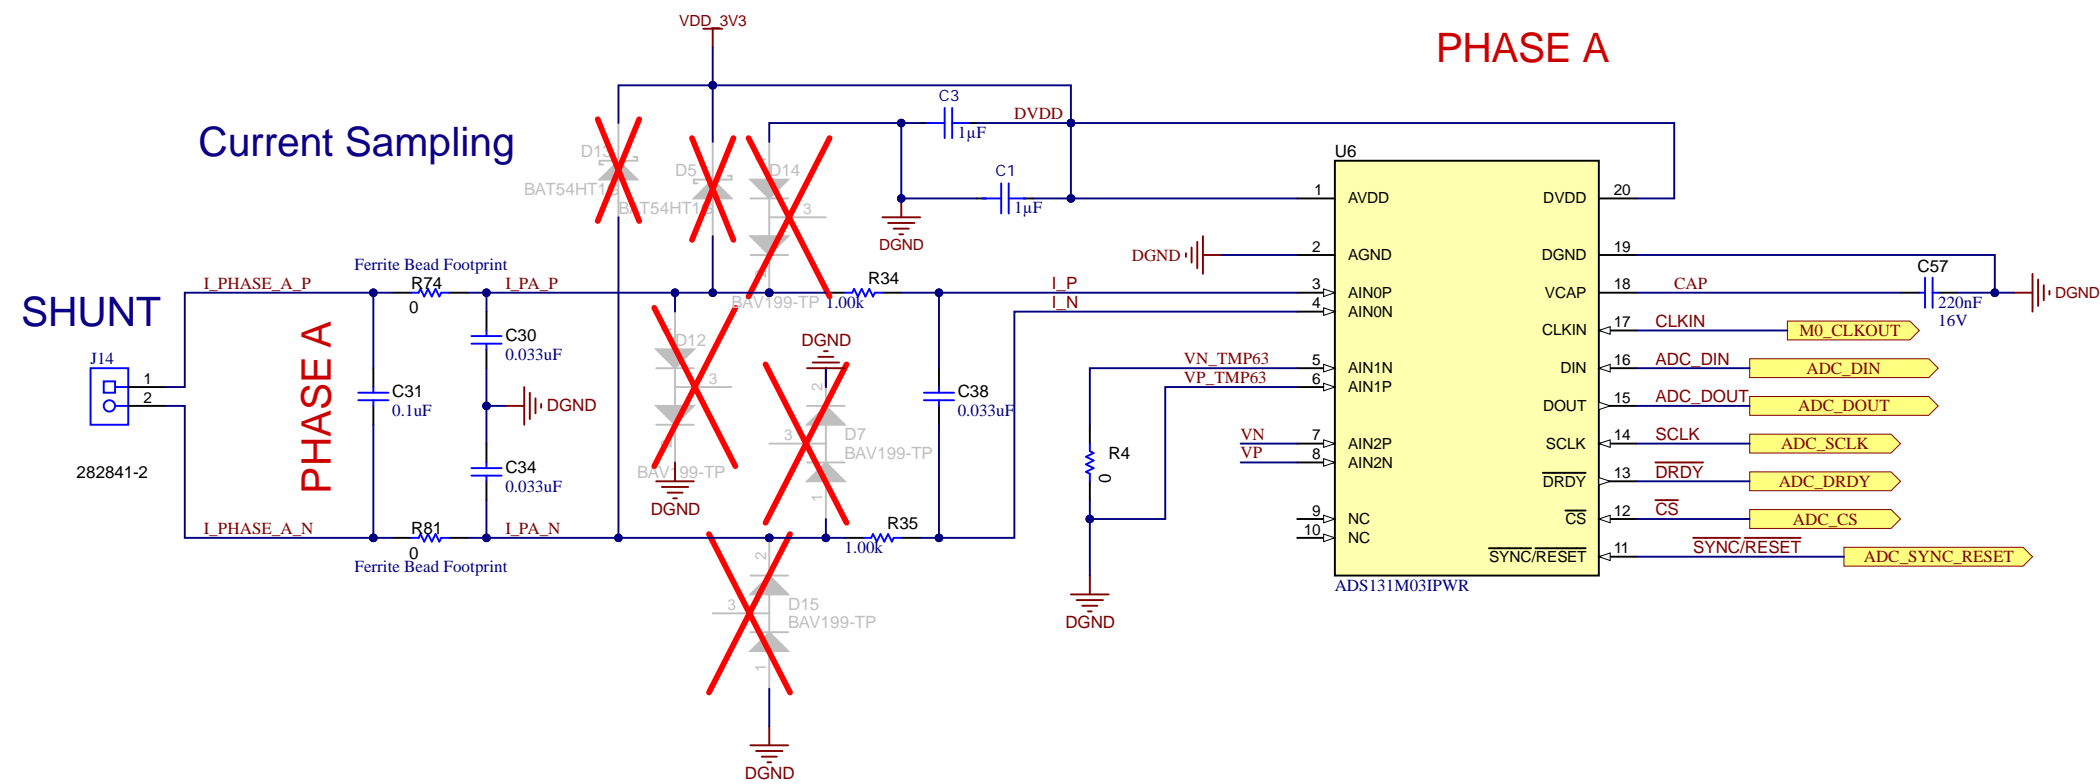 VDD_3V3
PHASE A
Current Sampling
C3
1µF
DVDD
D13
BAT54HT1G
D5
BAT54HT1G
D14
3
BAV199-TP
C1
1µF
DGND
U6
1 AVDD
2 AGND
3 AIN0P
4 AIN0N
5 AIN1N
6 AIN1P
7 AIN2P
8 AIN2N
9 NC
10 NC
DVDD 20
DGND 19
VCAP 18
CLKIN 17
DIN 16
DOUT 15
SCLK 14
DRDY 13
CS 12
SYNC/RESET 11
ADS131M03IPWR
DGND
CAP
C57
220nF
16V
DGND
CLKIN
M0_CLKOUT
ADC_DIN
ADC_DIN
ADC_DOUT
ADC_DOUT
SCLK
ADC_SCLK
DRDY
ADC_DRDY
CS
ADC_CS
SYNC/RESET
ADC_SYNC_RESET
SHUNT
J14
1
2
282841-2
I_PHASE_A_P
I_PHASE_A_N
PHASE A
Ferrite Bead Footprint
R74
0
I_PA_P
C31
0.1uF
C30
0.033uF
DGND
C34
0.033uF
R81
0
Ferrite Bead Footprint
I_PA_N
D12
3
BAV199-TP
DGND
DGND
2
3
D7
BAV199-TP
1
R34
1.00k
R35
1.00k
C38
0.033uF
I_P
I_N
2
3
D15
BAV199-TP
1
DGND
VN_TMP63
VP_TMP63
VN
VP
R4
0
DGND